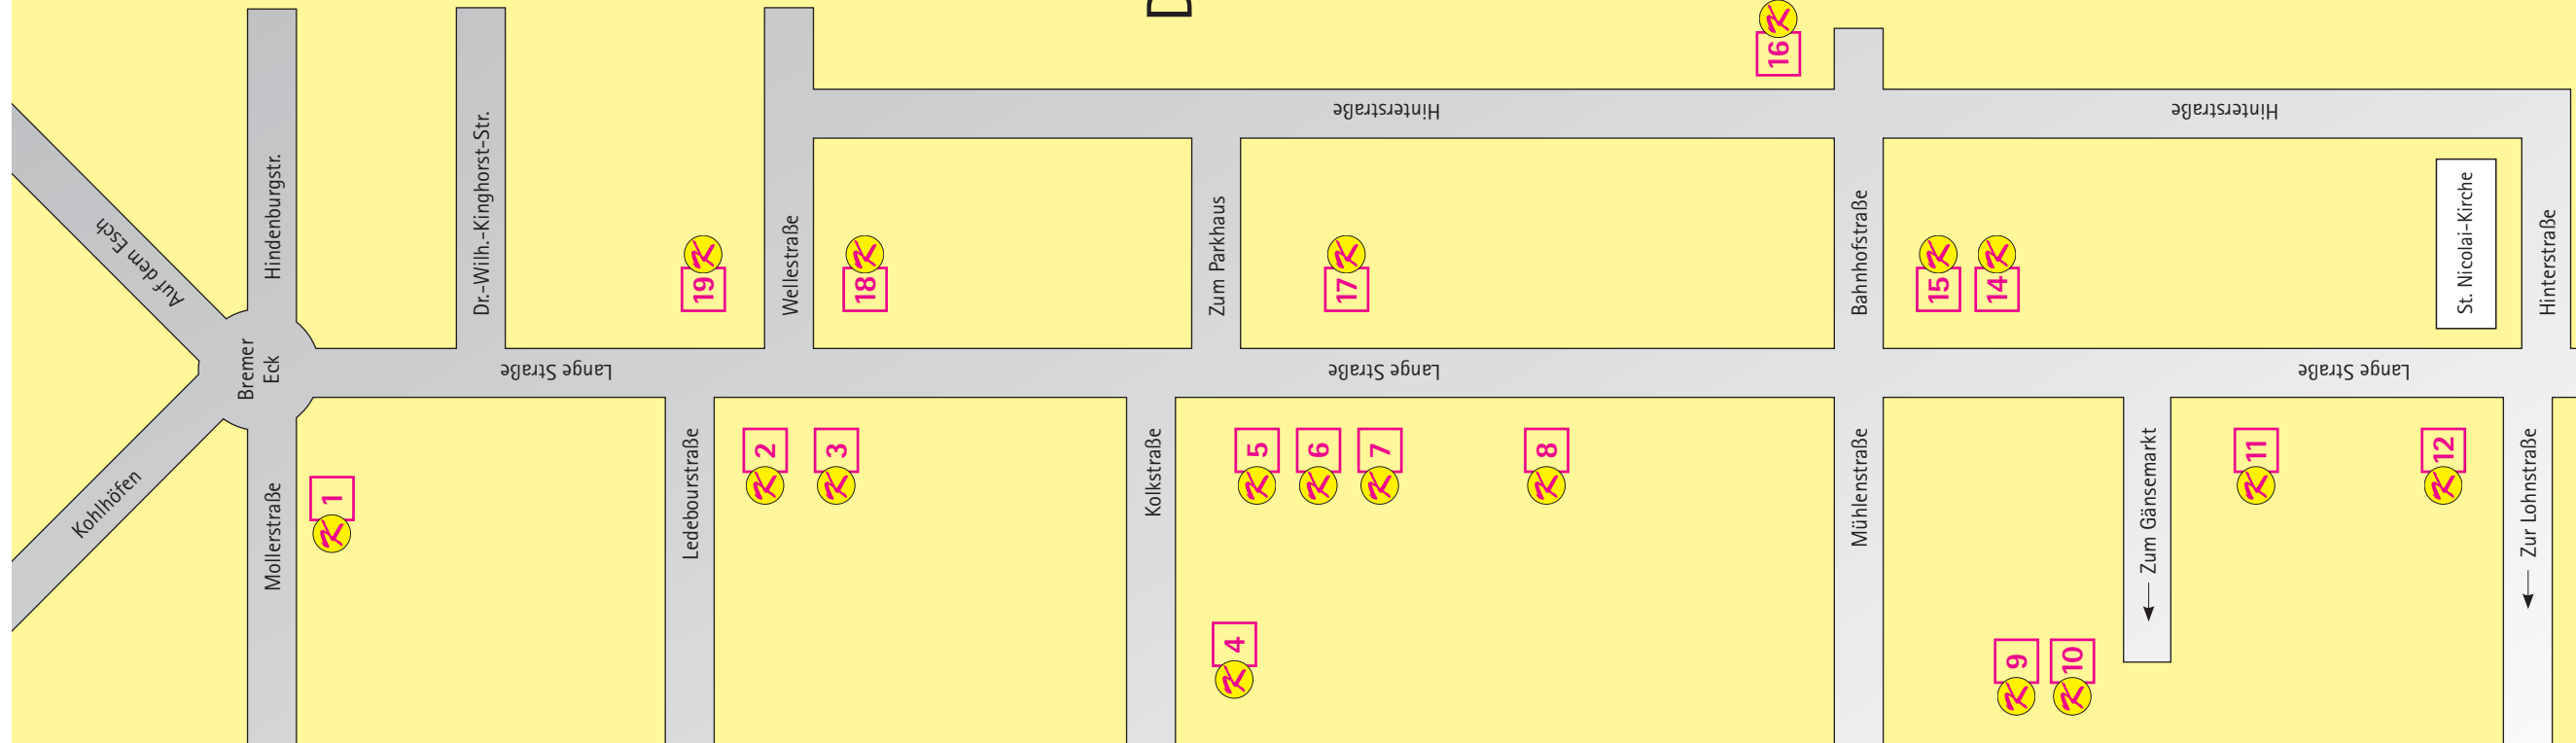 Auf dem Esch
Hindenburgstr.
Dr.-Wilh.-Kinghorst-Str.
Wellestraße
Zum Parkhaus
Bahnhofstraße
Hinterstraße
Hinterstraße
Hinterstraße
St. Nicolai-Kirche
D
16
19
18
17
15
14
Bremer
Eck
Lange Straße
Lange Straße
Lange Straße
Kohlhöfen
Mollerstraße
Ledebourstraße
Kolkstraße
Mühlenstraße
Zum Gänsemarkt
Zur Lohnstraße
1
2
3
4
5
6
7
8
9
10
11
12